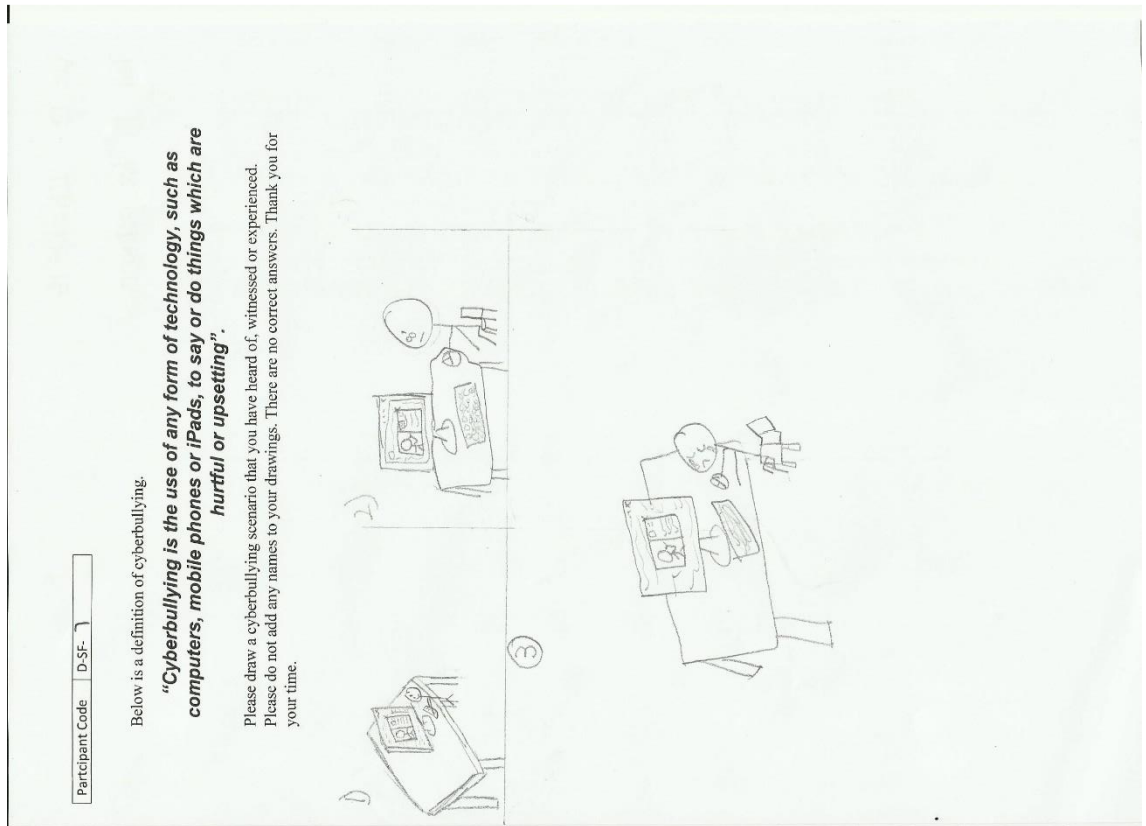 Partcipant Code D-SF- 7
Below is a definition of cyberbullying.
“Cyberbullying is the use of any form of technology, such as
computers, mobile phones or iPads, to say or do things which are
hurtful or upsetting”.
Please draw a cyberbullying scenario that you have heard of, witnessed or experienced.
Please do not add any names to your drawings. There are no correct answers. Thank you for
your time.
1)
2)
3